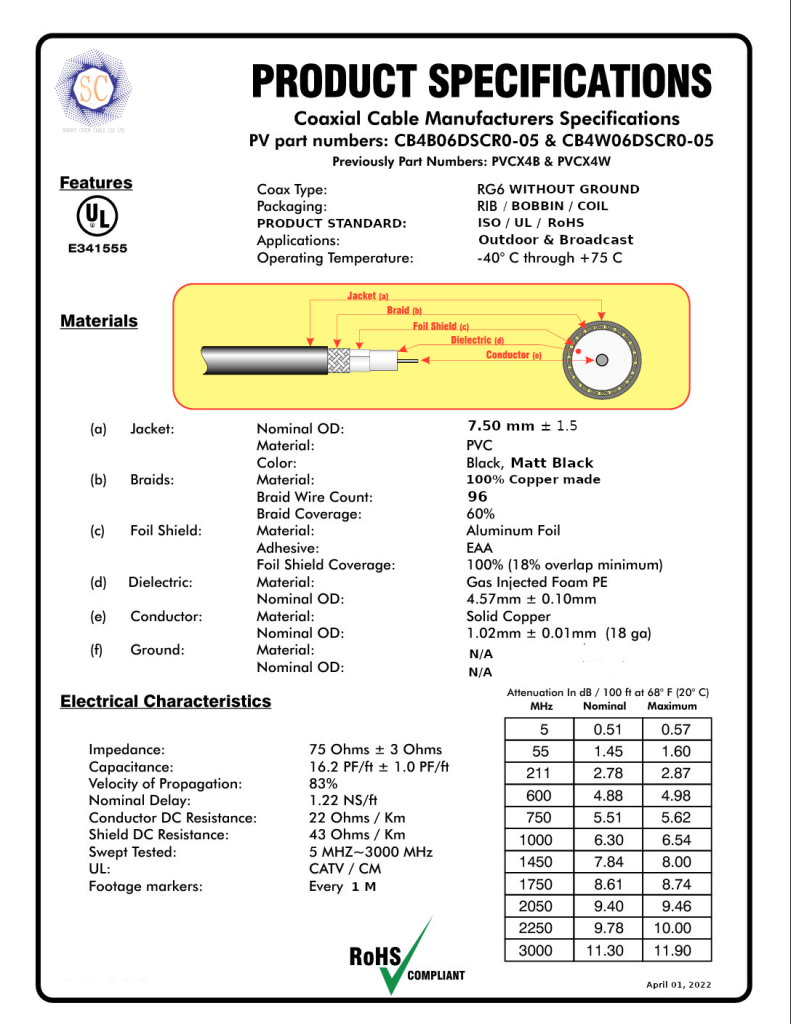 PRODUCT SPECIFICATIONS
SC
SMART CHEN CABLE PTE LTD
Coaxial Cable Manufacturers Specifications
PV part numbers: CB4B06DSCR0-05 & CB4W06DSCR0-05
Previously Part Numbers: PVCX4B & PVCX4W
Features
UL
E341555
Coax Type: RG6 WITHOUT GROUND
Packaging: RIB / BOBBIN / COIL
PRODUCT STANDARD: ISO / UL / RoHS
Applications: Outdoor & Broadcast
Operating Temperature: -40° C through +75 C
Materials
Jacket (a)
Braid (b)
Foil Shield (c)
Dielectric (d)
Conductor (e)
(a) Jacket: Nominal OD: 7.50 mm ± 1.5
Material: PVC
Color: Black, Matt Black
(b) Braids: Material: 100% Copper made
Braid Wire Count: 96
Braid Coverage: 60%
(c) Foil Shield: Material: Aluminum Foil
Adhesive: EAA
Foil Shield Coverage: 100% (18% overlap minimum)
(d) Dielectric: Material: Gas Injected Foam PE
Nominal OD: 4.57mm ± 0.10mm
(e) Conductor: Material: Solid Copper
Nominal OD: 1.02mm ± 0.01mm (18 ga)
(f) Ground: Material: N/A
Nominal OD: N/A
Electrical Characteristics
Impedance: 75 Ohms ± 3 Ohms
Capacitance: 16.2 PF/ft ± 1.0 PF/ft
Velocity of Propagation: 83%
Nominal Delay: 1.22 NS/ft
Conductor DC Resistance: 22 Ohms / Km
Shield DC Resistance: 43 Ohms / Km
Swept Tested: 5 MHZ~3000 MHz
UL: CATV / CM
Footage markers: Every 1 M
Attenuation In dB / 100 ft at 68° F (20° C)
MHz Nominal Maximum
5 0.51 0.57
55 1.45 1.60
211 2.78 2.87
600 4.88 4.98
750 5.51 5.62
1000 6.30 6.54
1450 7.84 8.00
1750 8.61 8.74
2050 9.40 9.46
2250 9.78 10.00
3000 11.30 11.90
RoHS
COMPLIANT
April 01, 2022